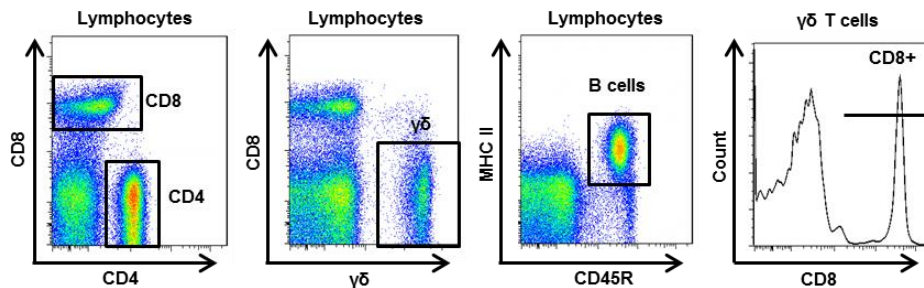 Lymphocytes
CD8
CD8
CD4
CD4
Lymphocytes
CD8
γδ
γδ
Lymphocytes
MHC II
B cells
CD45R
γδ T cells
Count
CD8+
CD8